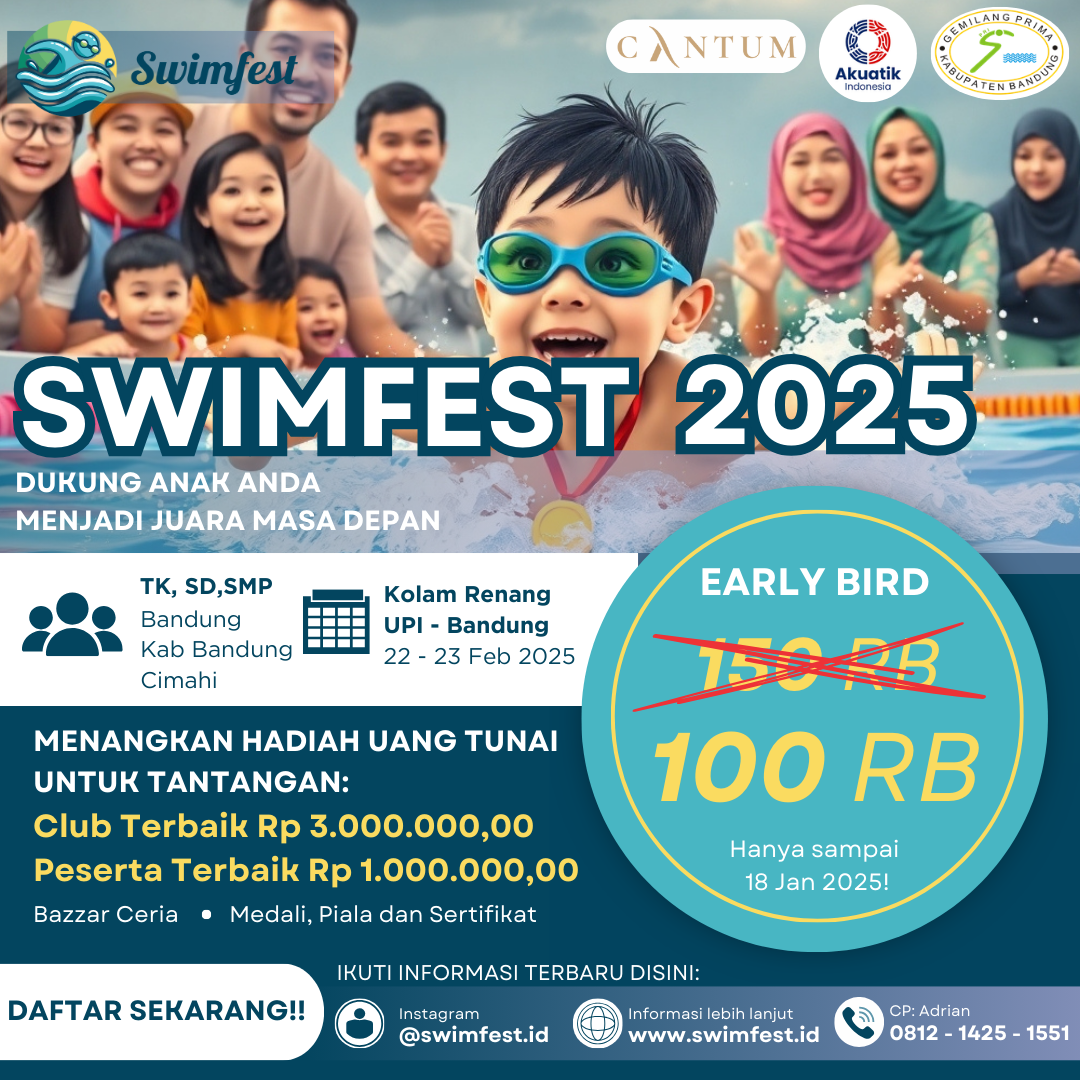 Swimfest
CANTUM
Akuatik
Indonesia
GEMILANG PRIMA
KABUPATEN BANDUNG
SWIMFEST 2025
DUKUNG ANAK ANDA
MENJADI JUARA MASA DEPAN
TK, SD,SMP
Bandung
Kab Bandung
Cimahi
Kolam Renang
UPI - Bandung
22 - 23 Feb 2025
EARLY BIRD
150 RB
100 RB
Hanya sampai
18 Jan 2025!
MENANGKAN HADIAH UANG TUNAI
UNTUK TANTANGAN:
Club Terbaik Rp 3.000.000,00
Peserta Terbaik Rp 1.000.000,00
Bazzar Ceria • Medali, Piala dan Sertifikat
DAFTAR SEKARANG!!
IKUTI INFORMASI TERBARU DISINI:
Instagram
@swimfest.id
Informasi lebih lanjut
www.swimfest.id
CP: Adrian
0812 - 1425 - 1551